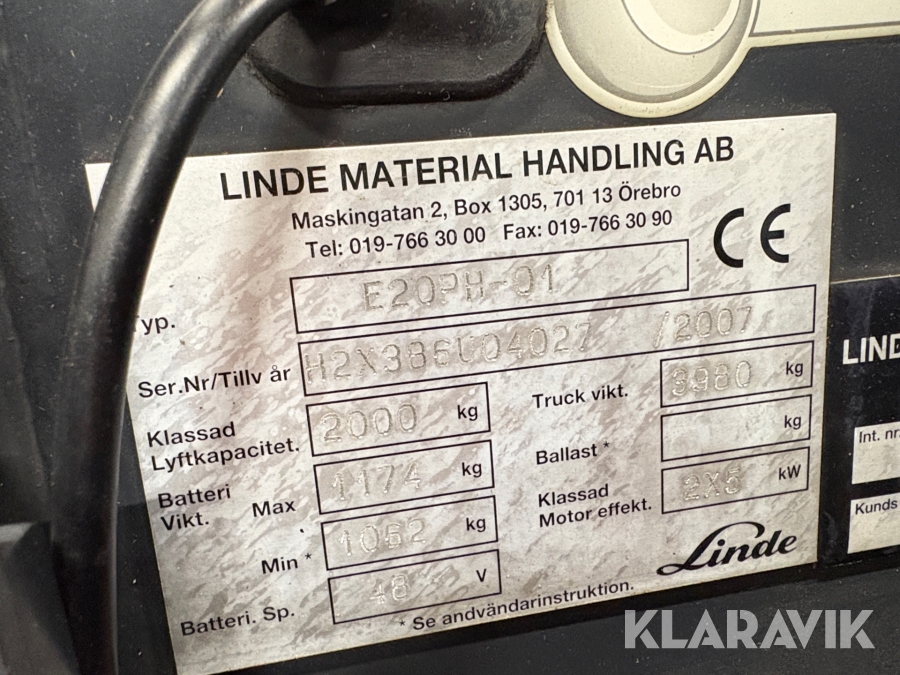 LINDE MATERIAL HANDLING AB
Maskingatan 2, Box 1305, 701 13 Örebro
Tel: 019-766 30 00 Fax: 019-766 30 90
CE
Typ. E20PH-01
Ser.Nr/Tillv år H2X386U04027 /2007
Klassad
Lyftkapacitet. 2000 kg
Truck vikt. 3980 kg
Batteri
Vikt. Max 1174 kg
Ballast * kg
Min * 1062 kg
Klassad
Motor effekt. 2X5 kW
Batteri. Sp. 48 V
Linde
* Se andvändarinstruktion.
LIND
Int. nr.
Kunds
KLARAVIK